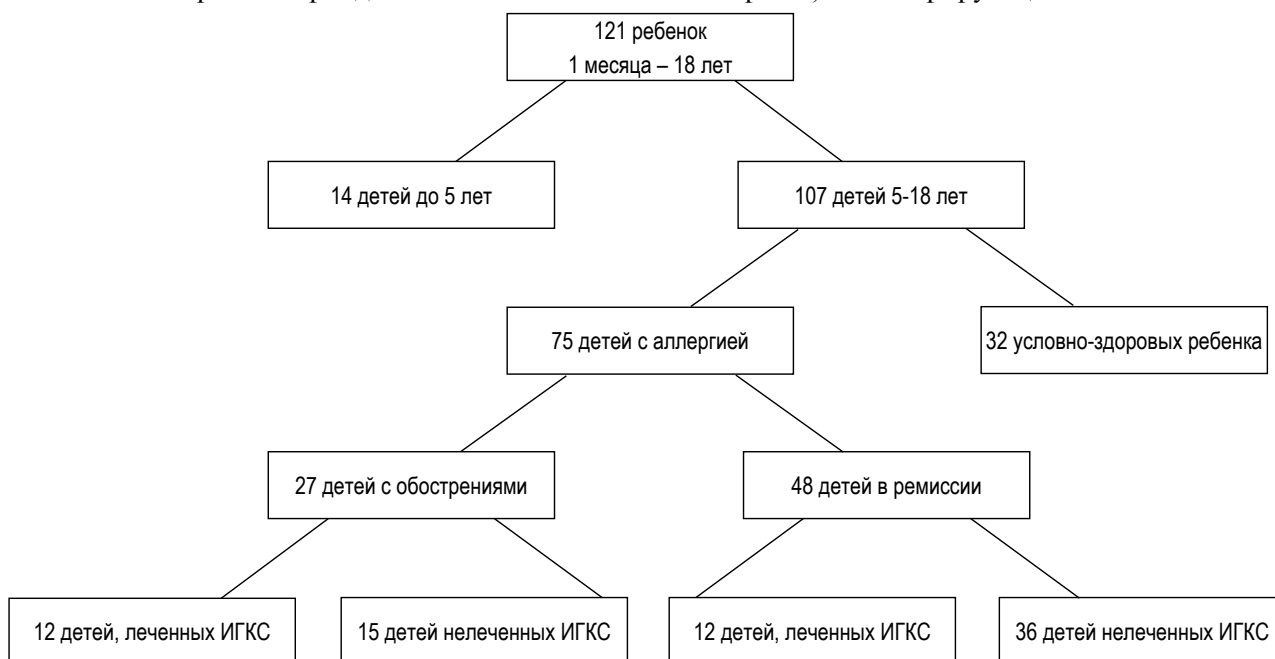 121 ребенок
1 месяца – 18 лет
14 детей до 5 лет
107 детей 5-18 лет
75 детей с аллергией
32 условно-здоровых ребенка
27 детей с обострениями
48 детей в ремиссии
12 детей, леченных ИГКС
15 детей нелеченных ИГКС
12 детей, леченных ИГКС
36 детей нелеченных ИГКС